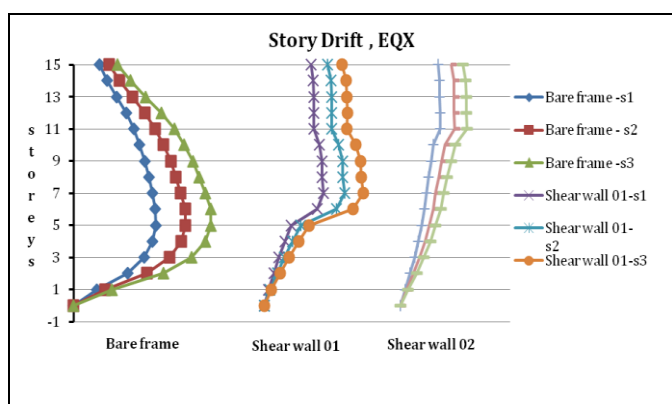 Story Drift , EQX
15
13
11
9
7
5
3
1
-1
storeys
Bare frame
Shear wall 01
Shear wall 02
Bare frame -s1
Bare frame - s2
Bare frame -s3
Shear wall 01-s1
Shear wall 01-
s2
Shear wall 01-s3